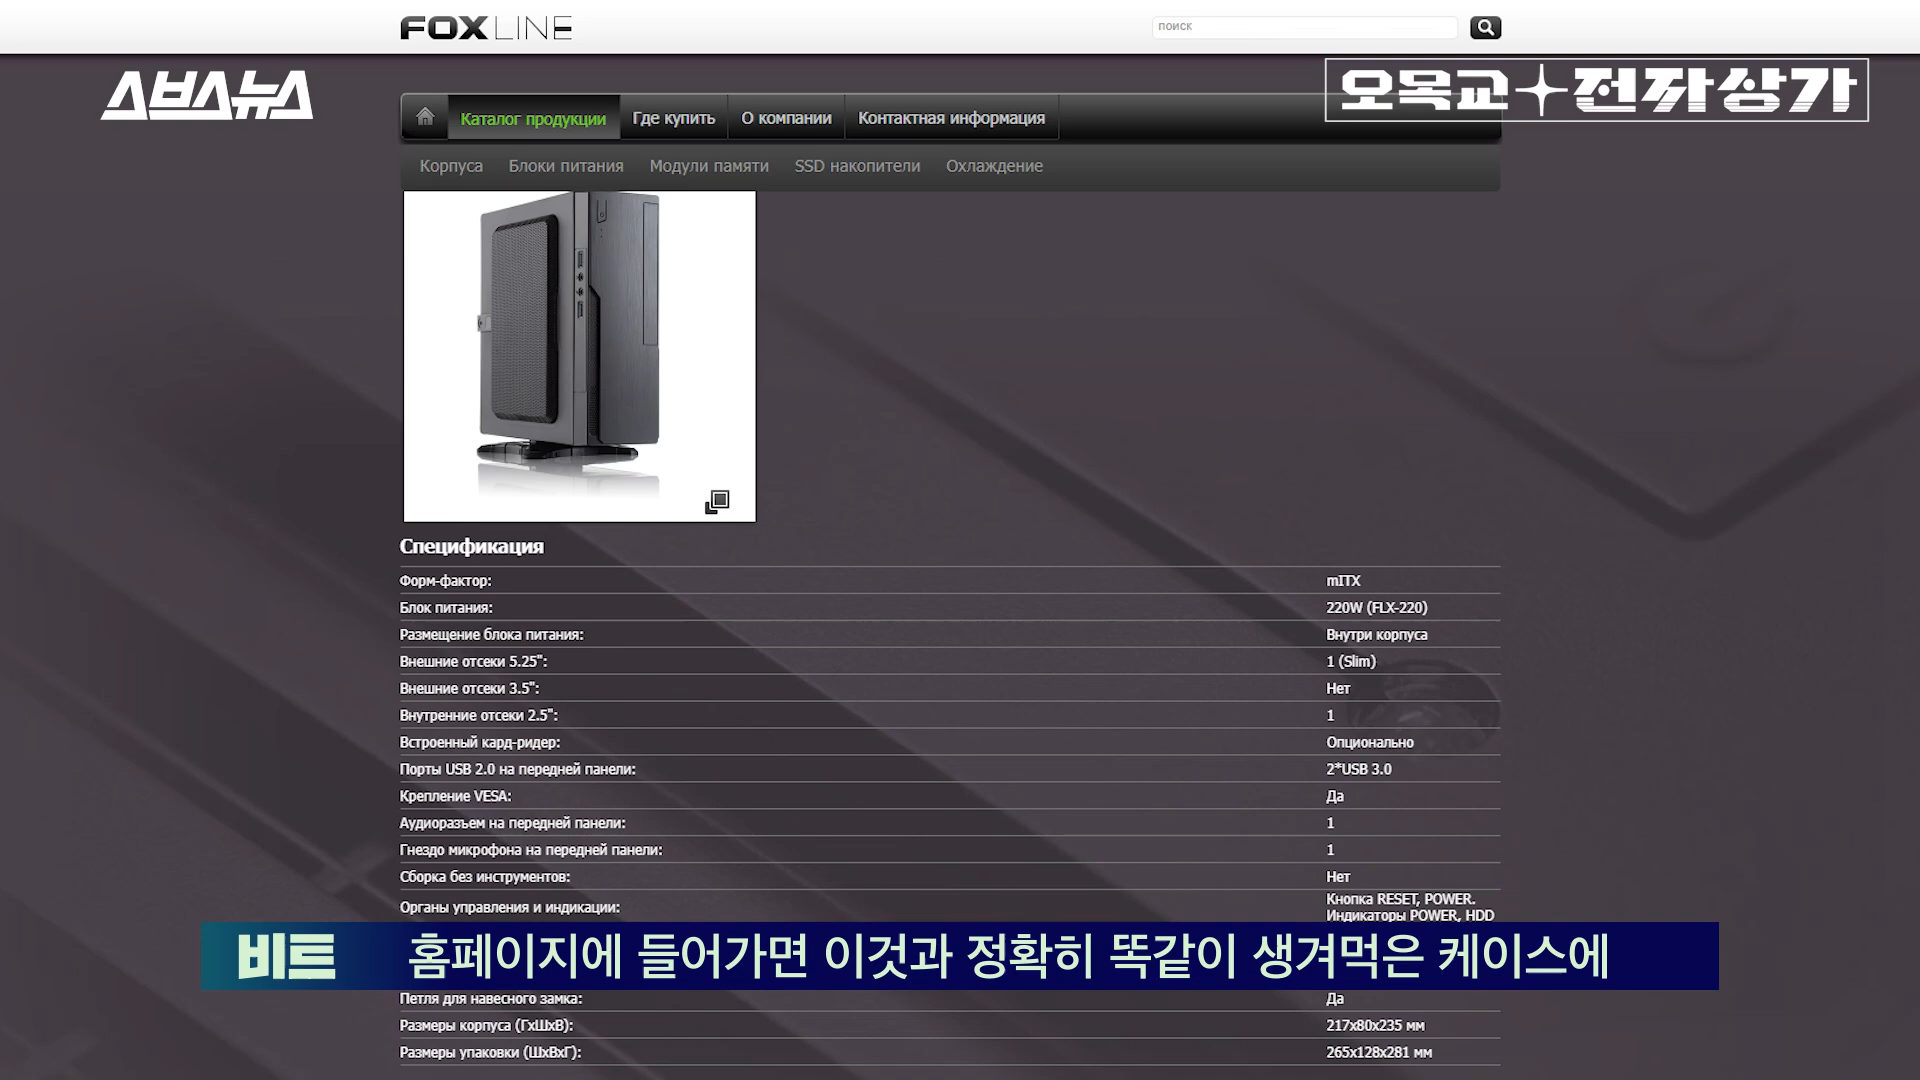 FOXLINE
поиск
스브스뉴스
오목교 전자상가
Каталог продукции Где купить О компании Контактная информация
Корпуса Блоки питания Модули памяти SSD накопители Охлаждение
Спецификация
Форм-фактор: mITX
Блок питания: 220W (FLX-220)
Размещение блока питания: Внутри корпуса
Внешние отсеки 5.25": 1 (Slim)
Внешние отсеки 3.5": Нет
Внутренние отсеки 2.5": 1
Встроенный кард-ридер: Опционально
Порты USB 2.0 на передней панели: 2*USB 3.0
Крепление VESA: Да
Аудиоразъем на передней панели: 1
Гнездо микрофона на передней панели: 1
Сборка без инструментов: Нет
Органы управления и индикации: Кнопка RESET, POWER.
Индикаторы POWER, HDD
비트 홈페이지에 들어가면 이것과 정확히 똑같이 생겨먹은 케이스에
Петля для навесного замка: Да
Размеры корпуса (ГхШхВ): 217x80x235 мм
Размеры упаковки (ШхВхГ): 265x128x281 мм